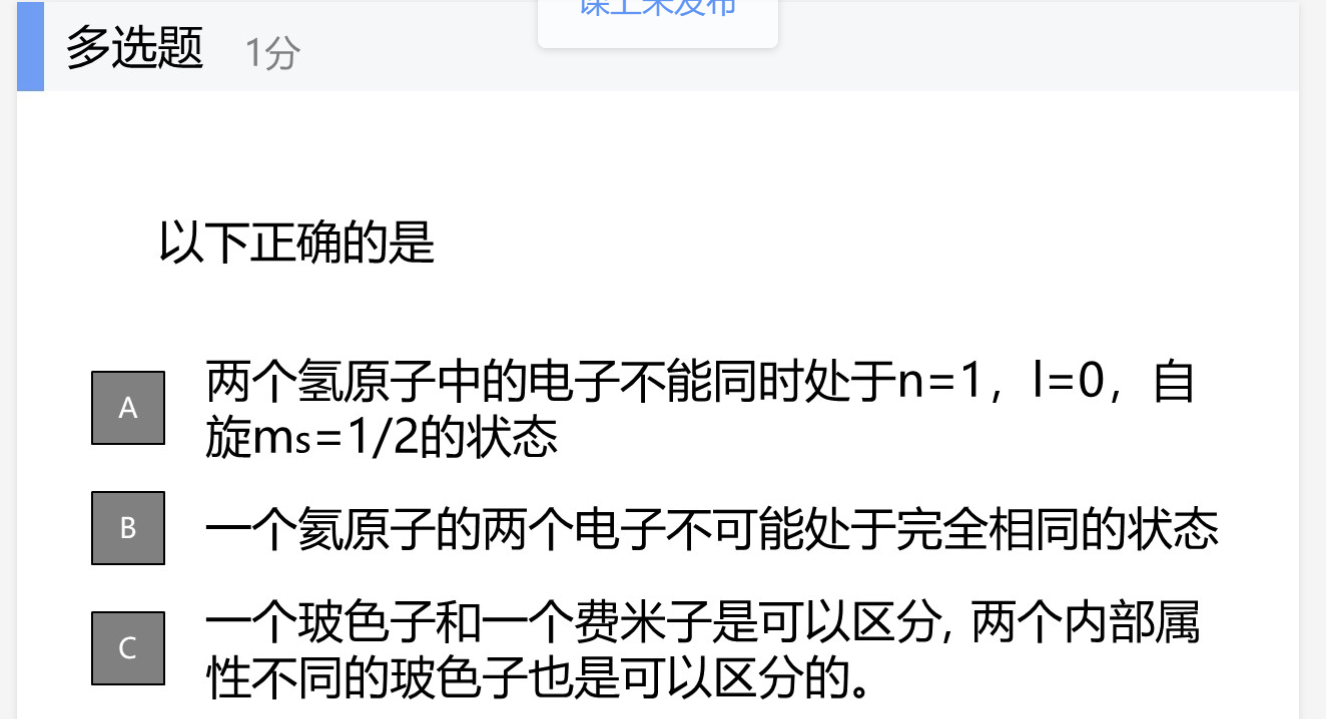 课上未发布
多选题 1分
以下正确的是
A 两个氢原子中的电子不能同时处于n=1，l=0，自
旋ms=1/2的状态
B 一个氦原子的两个电子不可能处于完全相同的状态
C 一个玻色子和一个费米子是可以区分, 两个内部属
性不同的玻色子也是可以区分的。